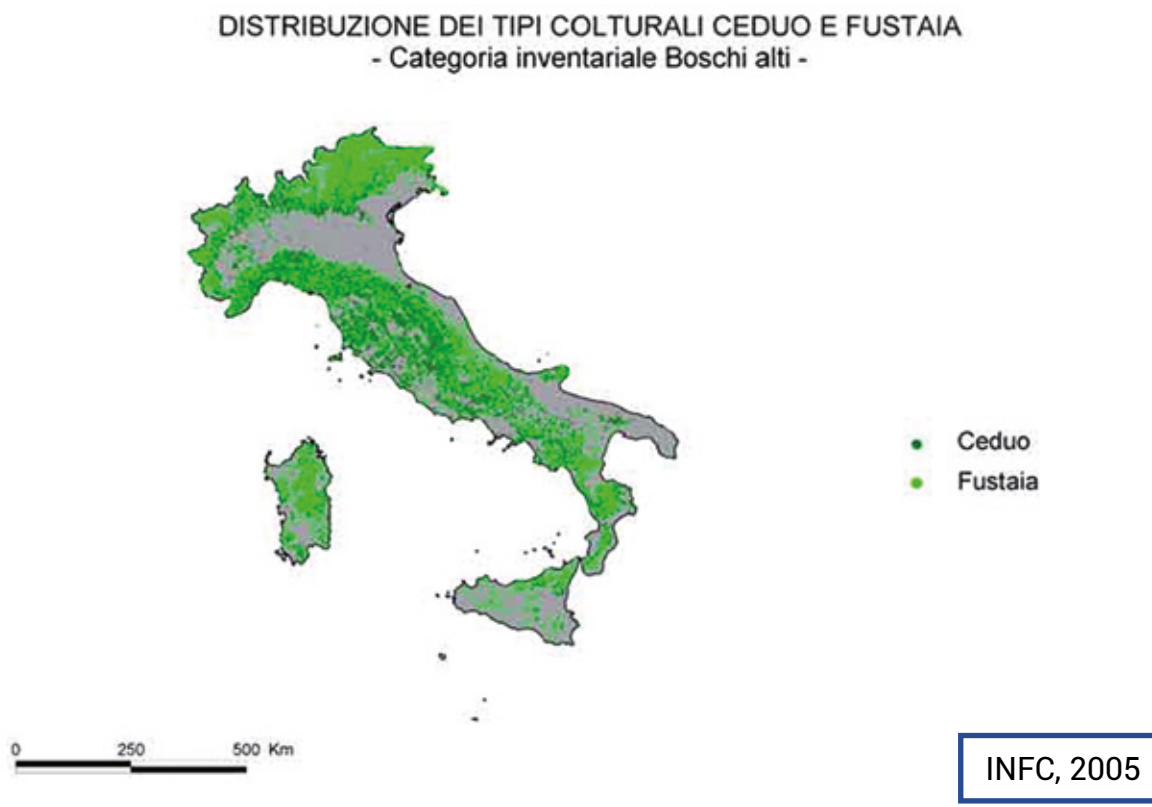 DISTRIBUZIONE DEI TIPI COLTURALI CEDUO E FUSTAIA
- Categoria inventariale Boschi alti -
Ceduo
Fustaia
0 250 500 Km
INFC, 2005